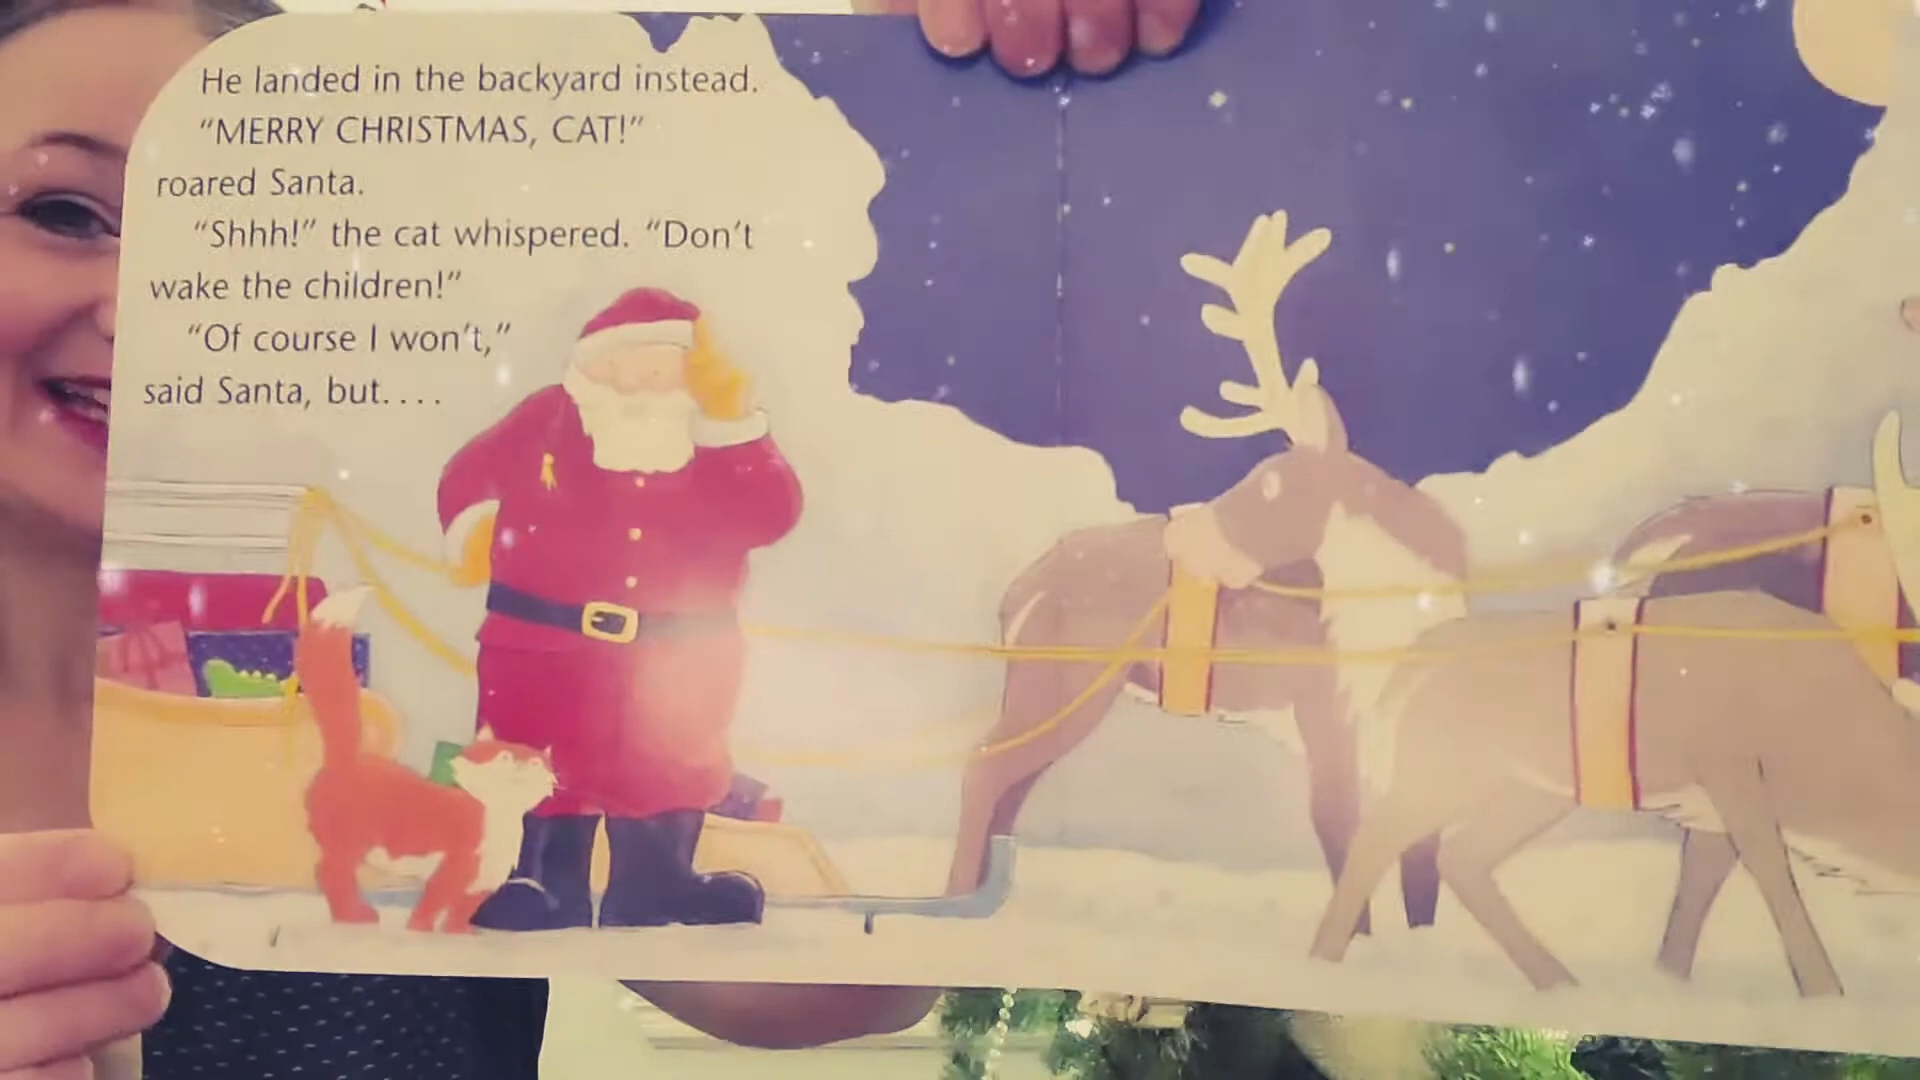 He landed in the backyard instead.
“MERRY CHRISTMAS, CAT!”
roared Santa.
“Shhh!” the cat whispered. “Don’t
wake the children!”
“Of course I won’t,”
said Santa, but....